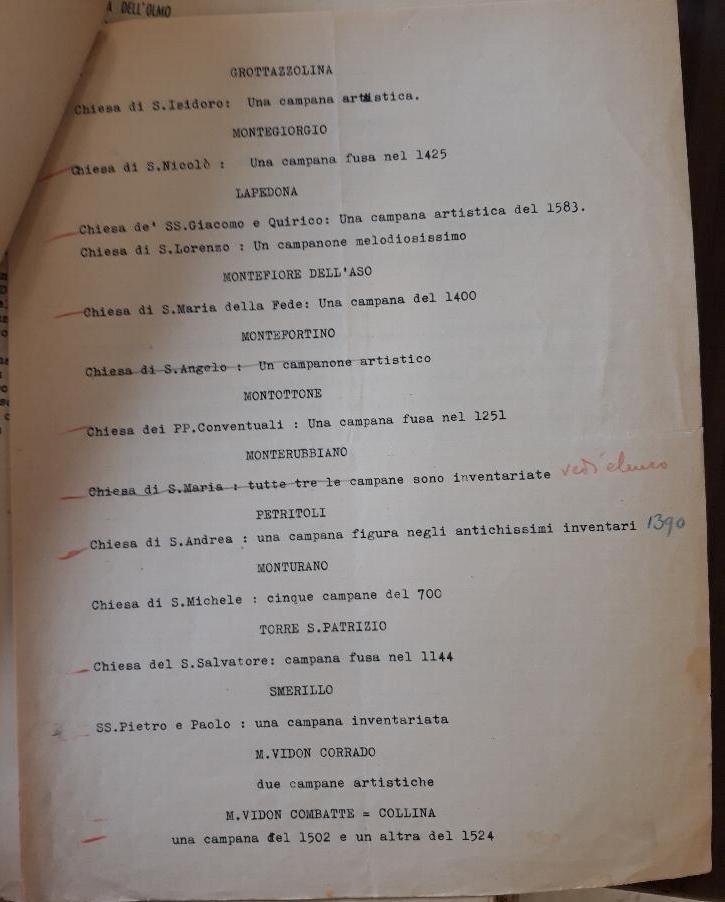 A DELL'OLMO
GROTTAZZOLINA
Chiesa di S.Isidoro: Una campana artistica.
MONTEGIORGIO
Chiesa di S.Nicolò : Una campana fusa nel 1425
LAPEDONA
Chiesa de' SS.Giacomo e Quirico: Una campana artistica del 1583.
Chiesa di S.Lorenzo : Un campanone melodiosissimo
MONTEFIORE DELL'ASO
Chiesa di S.Maria della Fede: Una campana del 1400
MONTEFORTINO
Chiesa di S.Angelo : Un campanone artistico
MONTOTTONE
Chiesa dei PP.Conventuali : Una campana fusa nel 1251
MONTERUBBIANO
Chiesa di S.Maria : tutte tre le campane sono inventariate vedi elenco
PETRITOLI
Chiesa di S.Andrea : una campana figura negli antichissimi inventari 1390
MONTURANO
Chiesa di S.Michele : cinque campane del 700
TORRE S.PATRIZIO
Chiesa del S.Salvatore: campana fusa nel 1144
SMERILLO
SS.Pietro e Paolo : una campana inventariata
M.VIDON CORRADO
due campane artistiche
M.VIDON COMBATTE = COLLINA
una campana del 1502 e un altra del 1524